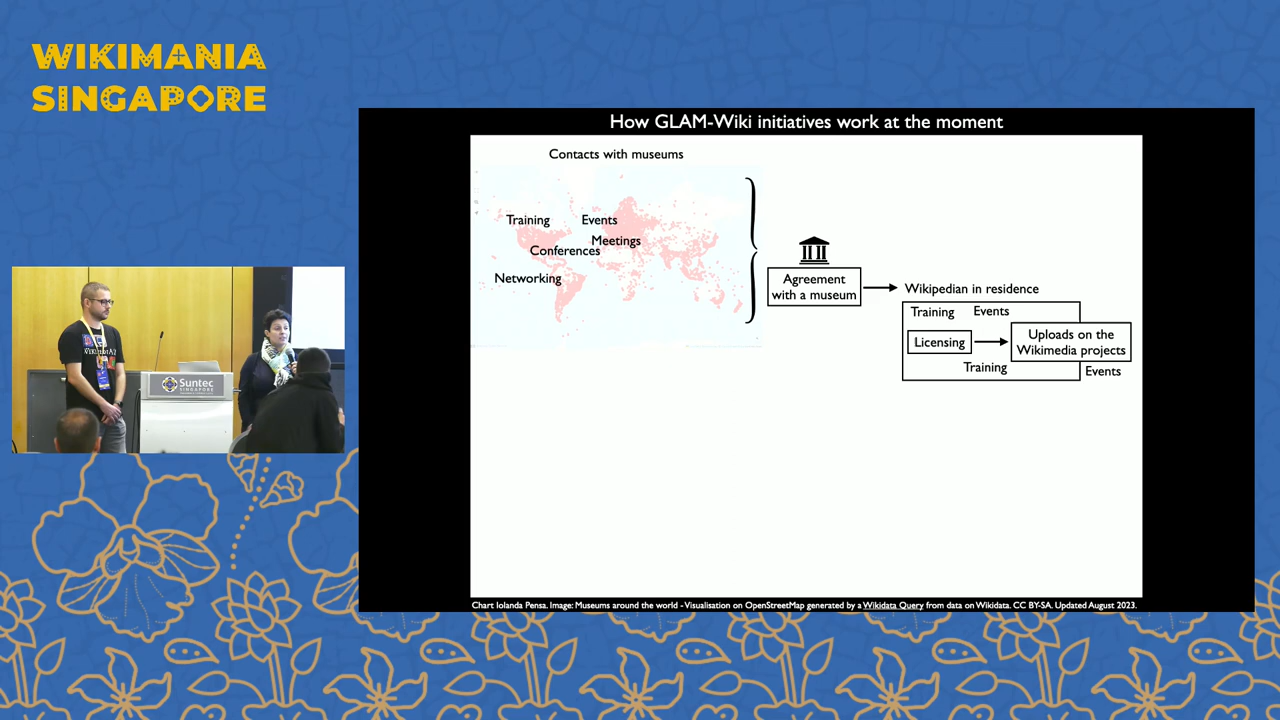 WIKIMANIA
SINGAPORE
How GLAM-Wiki initiatives work at the moment
Contacts with museums
Training
Events
Meetings
Conferences
Networking
Agreement
with a museum
Wikipedian in residence
Training
Events
Licensing
Uploads on the
Wikimedia projects
Training
Events
Chart Iolanda Pensa. Image: Museums around the world - Visualisation on OpenStreetMap generated by a Wikidata Query from data on Wikidata. CC BY-SA. Updated August 2023.
Suntec
SINGAPORE